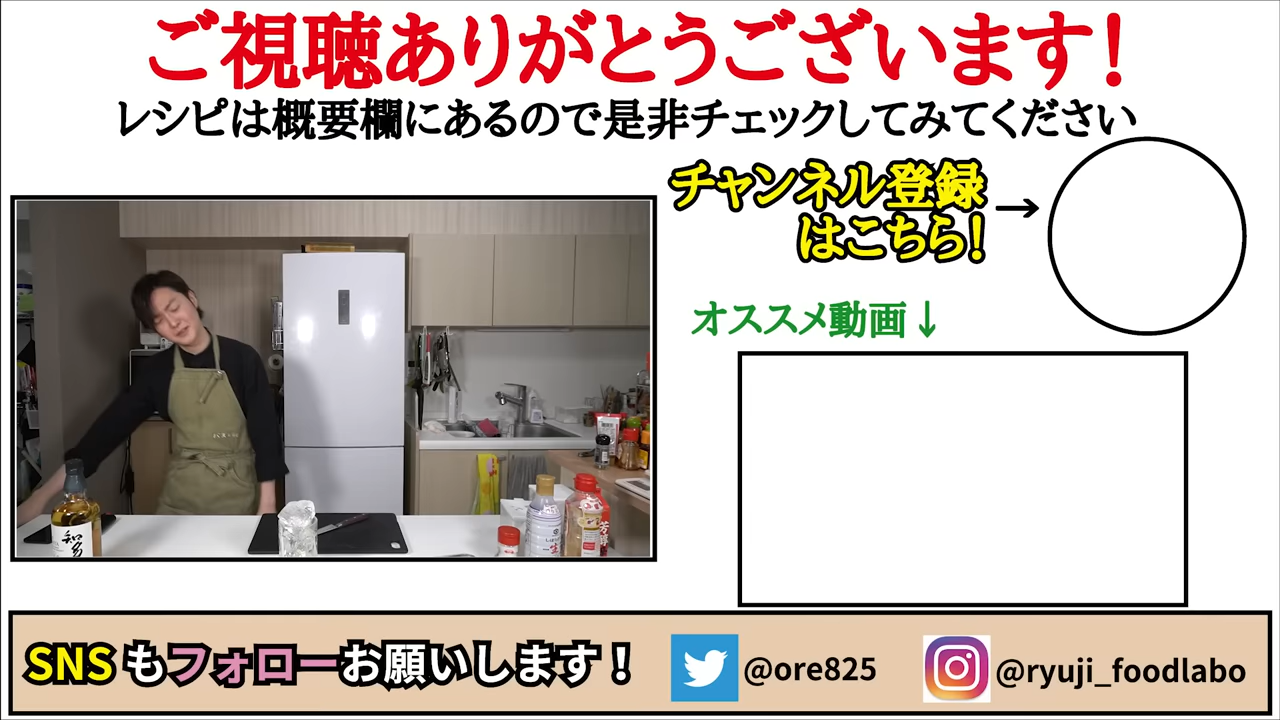 ご視聴ありがとうございます!
レシピは概要欄にあるので是非チェックしてみてください
チャンネル登録→
はこちら!
オススメ動画↓
知多
SNSもフォローお願いします!
@ore825
@ryuji_foodlabo